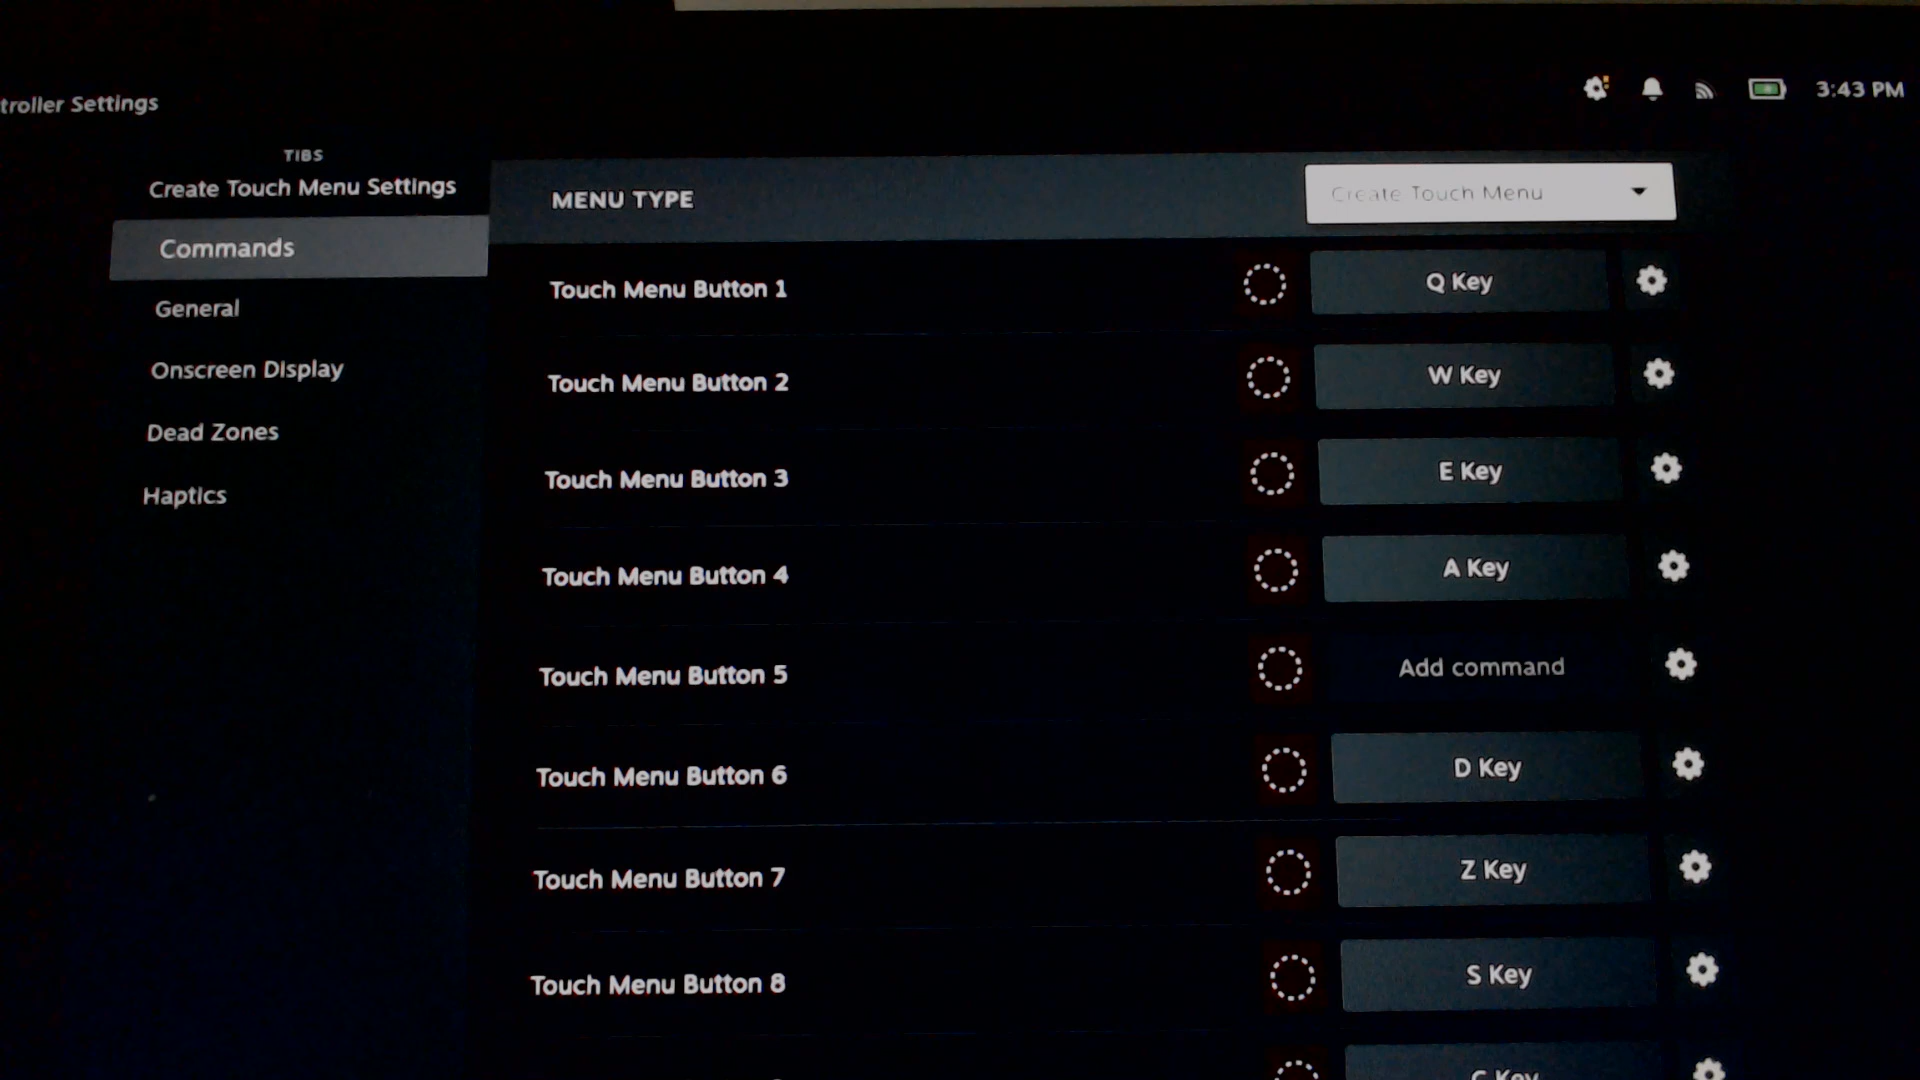 troller Settings
3:43 PM
TIBS
Create Touch Menu Settings
Commands
General
Onscreen Display
Dead Zones
Haptics
MENU TYPE
Create Touch Menu
Touch Menu Button 1
Q Key
Touch Menu Button 2
W Key
Touch Menu Button 3
E Key
Touch Menu Button 4
A Key
Touch Menu Button 5
Add command
Touch Menu Button 6
D Key
Touch Menu Button 7
Z Key
Touch Menu Button 8
S Key
Key